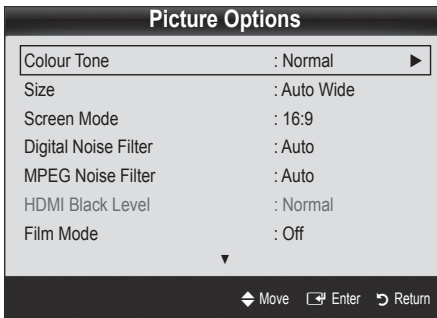 Picture Options
Colour Tone : Normal ►
Size : Auto Wide
Screen Mode : 16:9
Digital Noise Filter : Auto
MPEG Noise Filter : Auto
HDMI Black Level : Normal
Film Mode : Off
▼
Move Enter Return